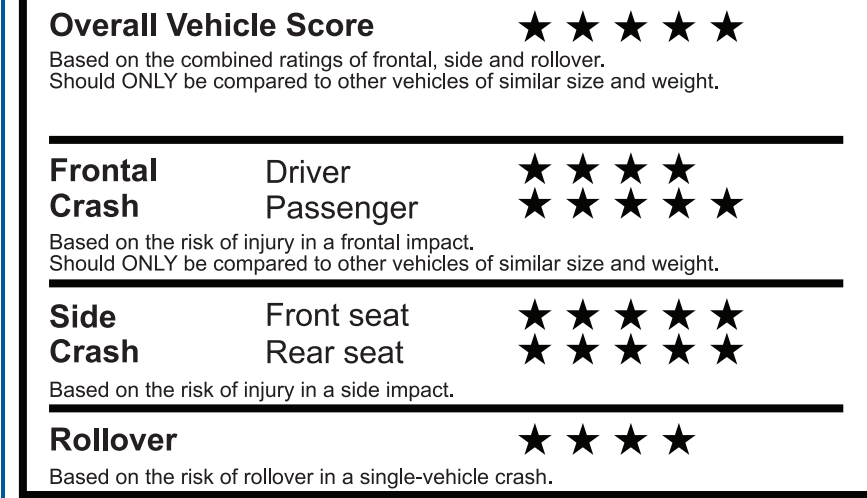 Overall Vehicle Score ★ ★ ★ ★ ★
Based on the combined ratings of frontal, side and rollover.
Should ONLY be compared to other vehicles of similar size and weight.
Frontal Driver ★ ★ ★ ★
Crash Passenger ★ ★ ★ ★ ★
Based on the risk of injury in a frontal impact.
Should ONLY be compared to other vehicles of similar size and weight.
Side Front seat ★ ★ ★ ★ ★
Crash Rear seat ★ ★ ★ ★ ★
Based on the risk of injury in a side impact.
Rollover ★ ★ ★ ★
Based on the risk of rollover in a single-vehicle crash.